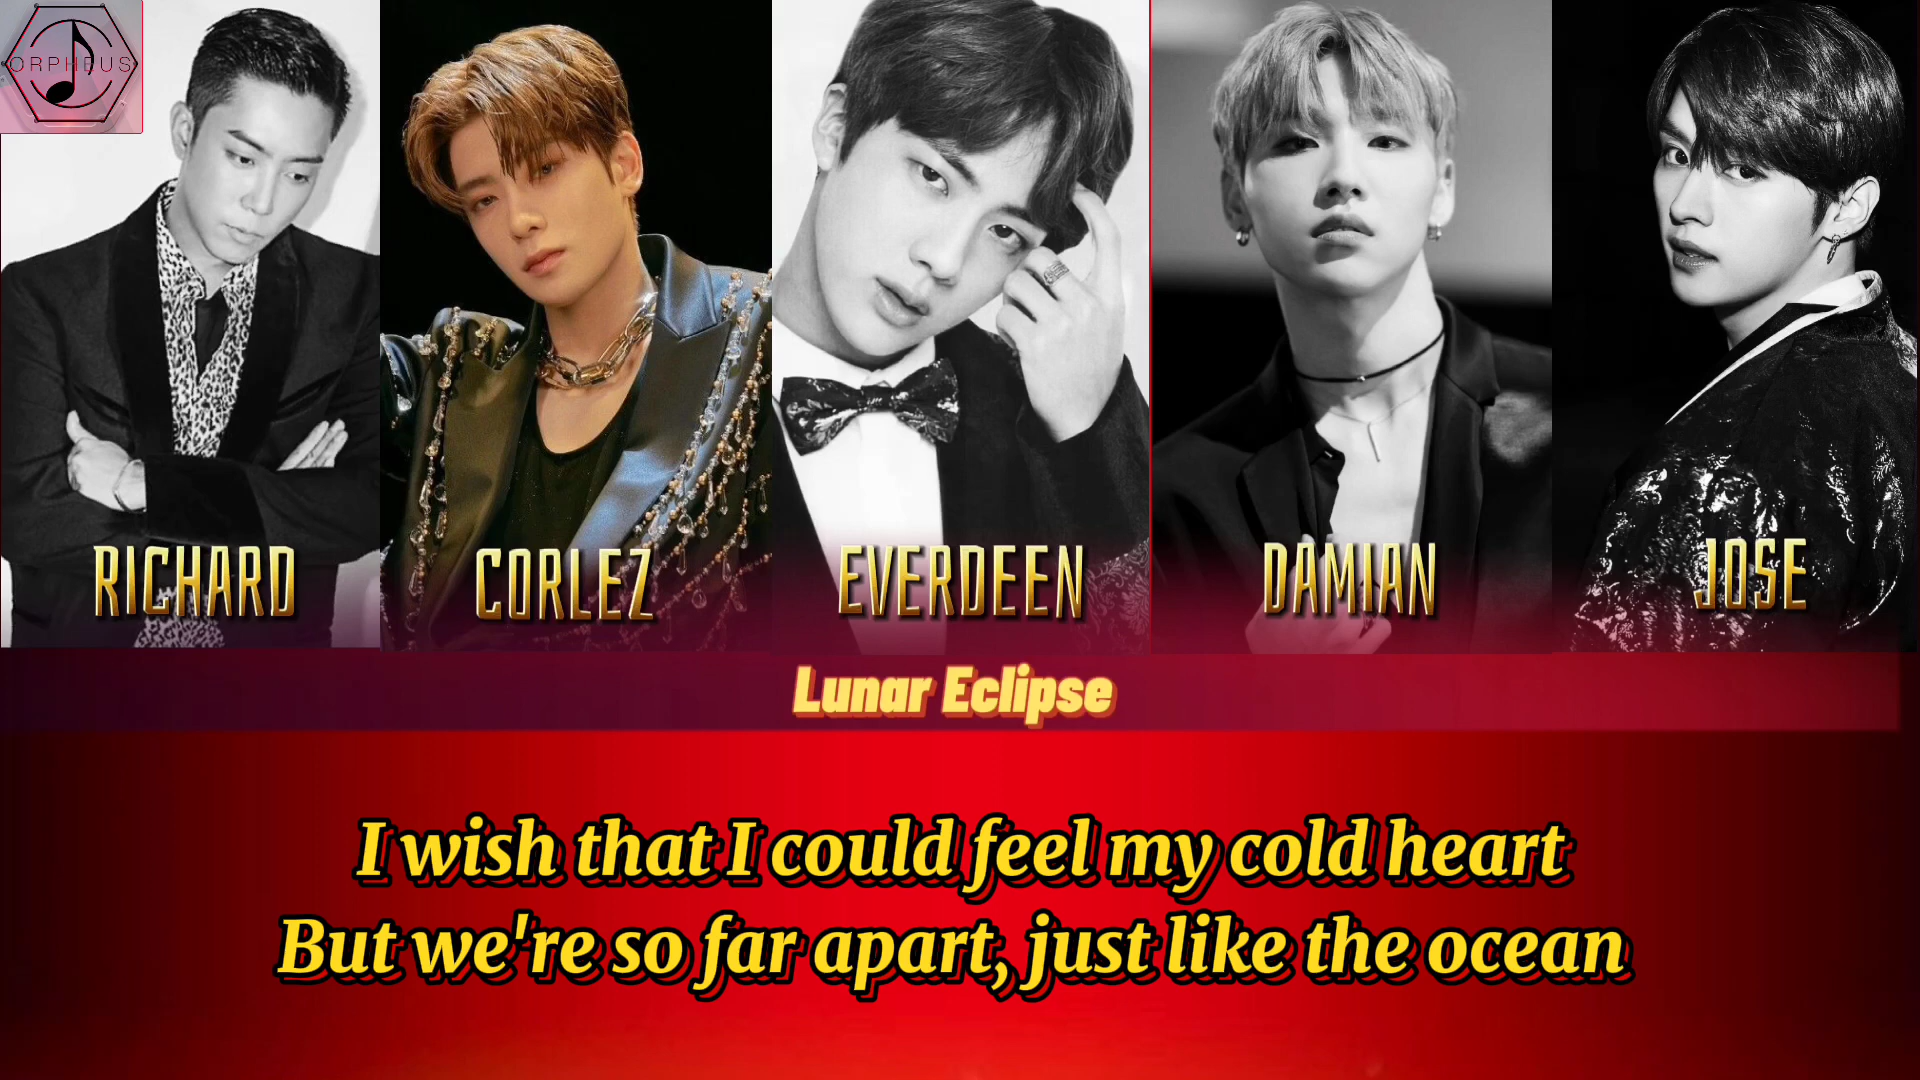 ORPHEUS
RICHARD
CORLEZ
EVERDEEN
DAMIAN
JOSE
Lunar Eclipse
I wish that I could feel my cold heart
But we're so far apart, just like the ocean